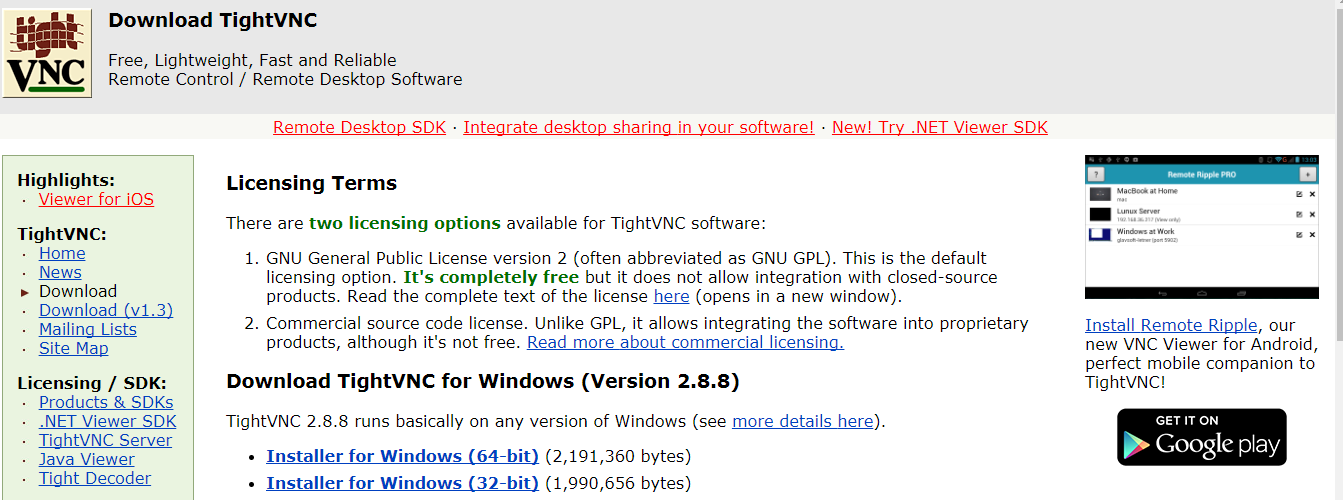 tight
VNC
Download TightVNC
Free, Lightweight, Fast and Reliable
Remote Control / Remote Desktop Software
Remote Desktop SDK · Integrate desktop sharing in your software! · New! Try .NET Viewer SDK
Highlights:
· Viewer for iOS
TightVNC:
· Home
· News
▸ Download
· Download (v1.3)
· Mailing Lists
· Site Map
Licensing / SDK:
· Products & SDKs
· .NET Viewer SDK
· TightVNC Server
· Java Viewer
· Tight Decoder
Licensing Terms
There are two licensing options available for TightVNC software:
1. GNU General Public License version 2 (often abbreviated as GNU GPL). This is the default
licensing option. It's completely free but it does not allow integration with closed-source
products. Read the complete text of the license here (opens in a new window).
2. Commercial source code license. Unlike GPL, it allows integrating the software into proprietary
products, although it's not free. Read more about commercial licensing.
Download TightVNC for Windows (Version 2.8.8)
TightVNC 2.8.8 runs basically on any version of Windows (see more details here).
• Installer for Windows (64-bit) (2,191,360 bytes)
• Installer for Windows (32-bit) (1,990,656 bytes)
13:03
? Remote Ripple PRO +
MacBook at Home
mac
Lunux Server
(View only)
Windows at Work
(port 5902)
Install Remote Ripple, our
new VNC Viewer for Android,
perfect mobile companion to
TightVNC!
GET IT ON
Google play